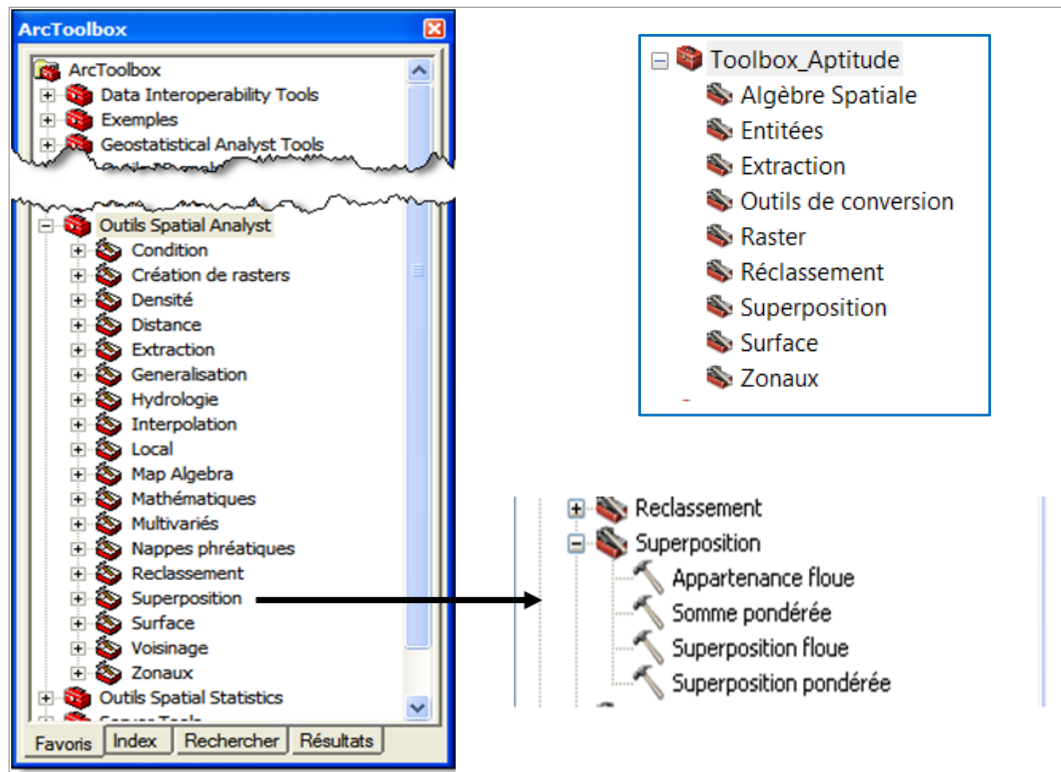 ArcToolbox
ArcToolbox
Data Interoperability Tools
Exemples
Geostatistical Analyst Tools
Outils Spatial Analyst
Condition
Création de rasters
Densité
Distance
Extraction
Generalisation
Hydrologie
Interpolation
Local
Map Algebra
Mathématiques
Multivariés
Nappes phréatiques
Reclassement
Superposition
Surface
Voisinage
Zonaux
Outils Spatial Statistics
Favoris Index Rechercher Résultats
Toolbox_Aptitude
Algèbre Spatiale
Entitées
Extraction
Outils de conversion
Raster
Réclassement
Superposition
Surface
Zonaux
Reclassement
Superposition
Appartenance floue
Somme pondérée
Superposition floue
Superposition pondérée